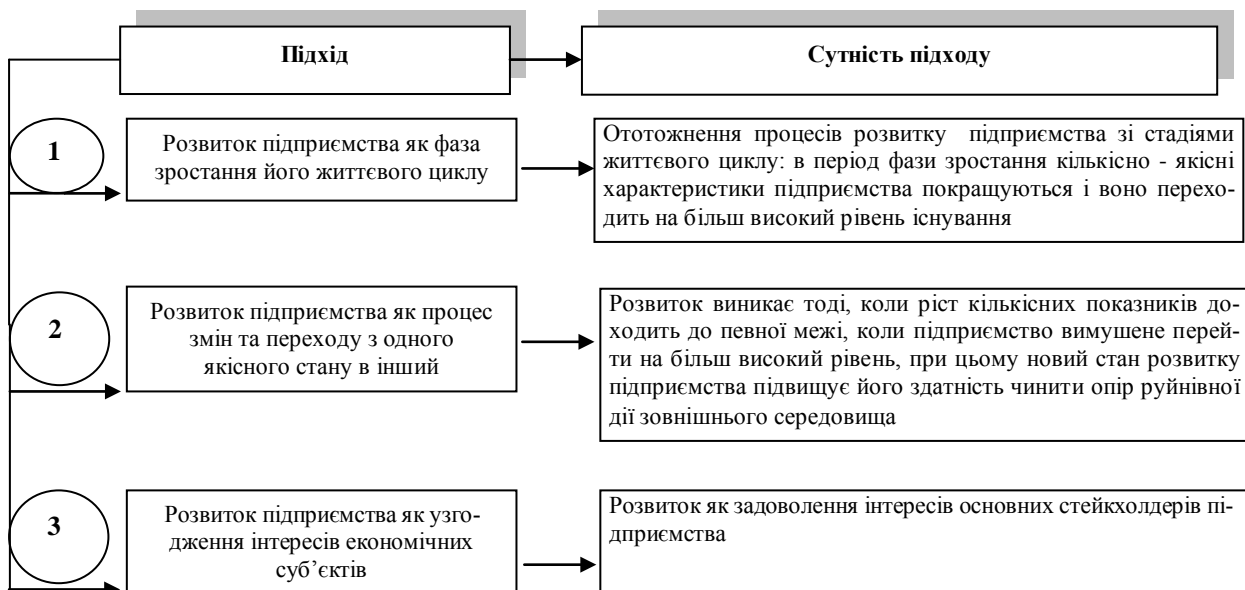 Підхід
Сутність підходу
1
Розвиток підприємства як фаза
зростання його життєвого циклу
Ототожнення процесів розвитку підприємства зі стадіями
життєвого циклу: в період фази зростання кількісно - якісні
характеристики підприємства покращуються і воно перехо-
дить на більш високий рівень існування
2
Розвиток підприємства як процес
змін та переходу з одного
якісного стану в інший
Розвиток виникає тоді, коли ріст кількісних показників до-
ходить до певної межі, коли підприємство вимушене перей-
ти на більш високий рівень, при цьому новий стан розвитку
підприємства підвищує його здатність чинити опір руйнівної
дії зовнішнього середовища
3
Розвиток підприємства як узго-
дження інтересів економічних
суб’єктів
Розвиток як задоволення інтересів основних стейкхолдерів пі-
дприємства